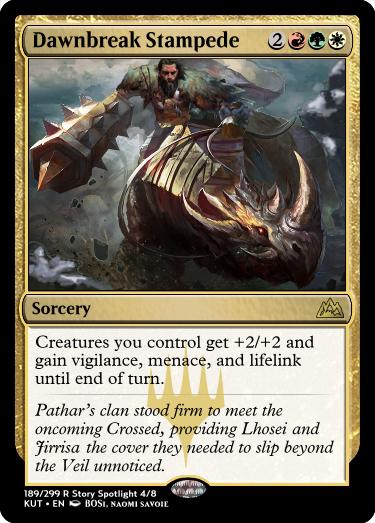 Dawnbreak Stampede 2
Sorcery
Creatures you control get +2/+2 and
gain vigilance, menace, and lifelink
until end of turn.
Pathar's clan stood firm to meet the
oncoming Crossed, providing Lhosei and
Jirrisa the cover they needed to slip beyond
the Veil unnoticed.
189/299 R Story Spotlight 4/8
KUT • EN BOSI, NAOMI SAVOIE